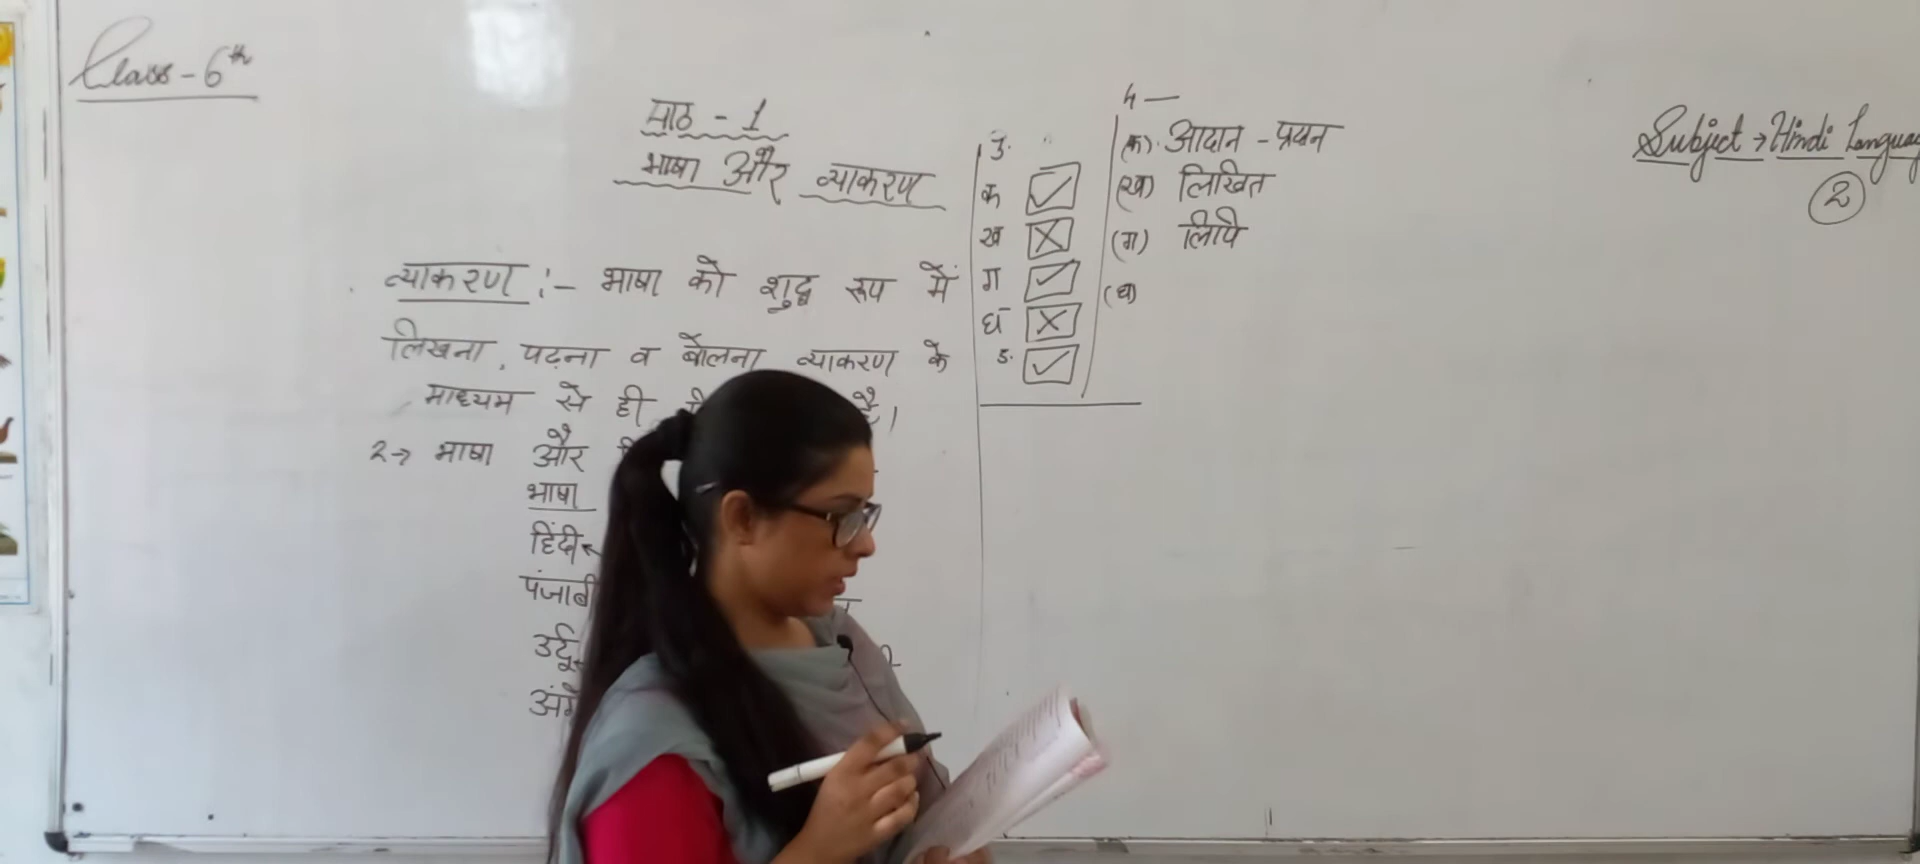 Class - 6th
पाठ - 1
भाषा और व्याकरण
व्याकरण :- भाषा को शुद्ध रूप में
लिखना, पढ़ना व बोलना व्याकरण के
माध्यम से ही है।
2→ भाषा और
भाषा
हिंदी
पंजाबी
उर्दू
3.
क ✓
ख ✗
ग ✓
घ ✗
ङ ✓
4 —
(क). आदान - प्रदान
(ख) लिखित
(ग) लिपि
(घ)
Subject → Hindi Language
2